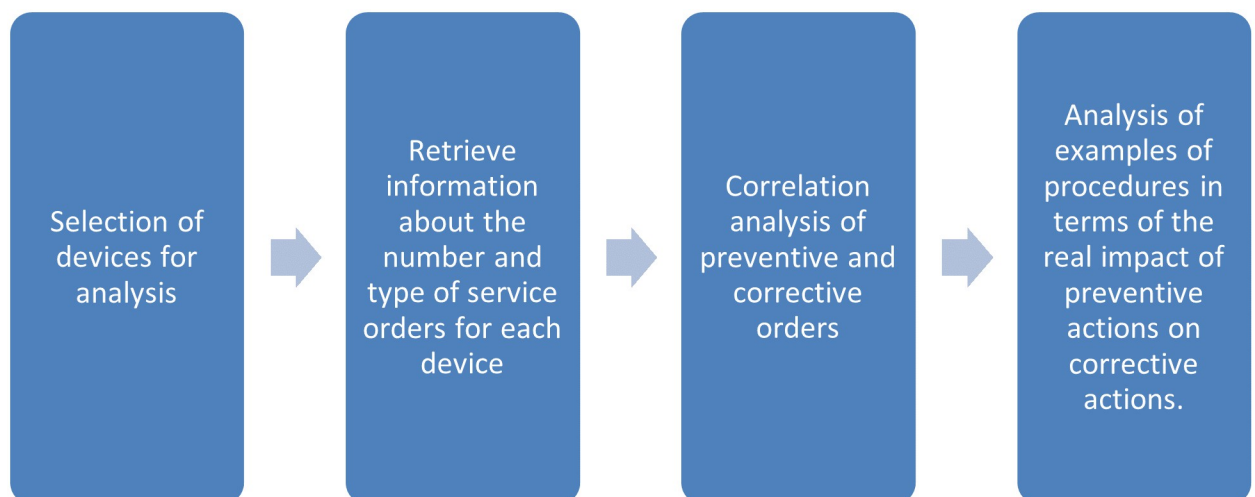 Selection of
devices for
analysis
Retrieve
information
about the
number and
type of service
orders for each
device
Correlation
analysis of
preventive and
corrective
orders
Analysis of
examples of
procedures in
terms of the
real impact of
preventive
actions on
corrective
actions.